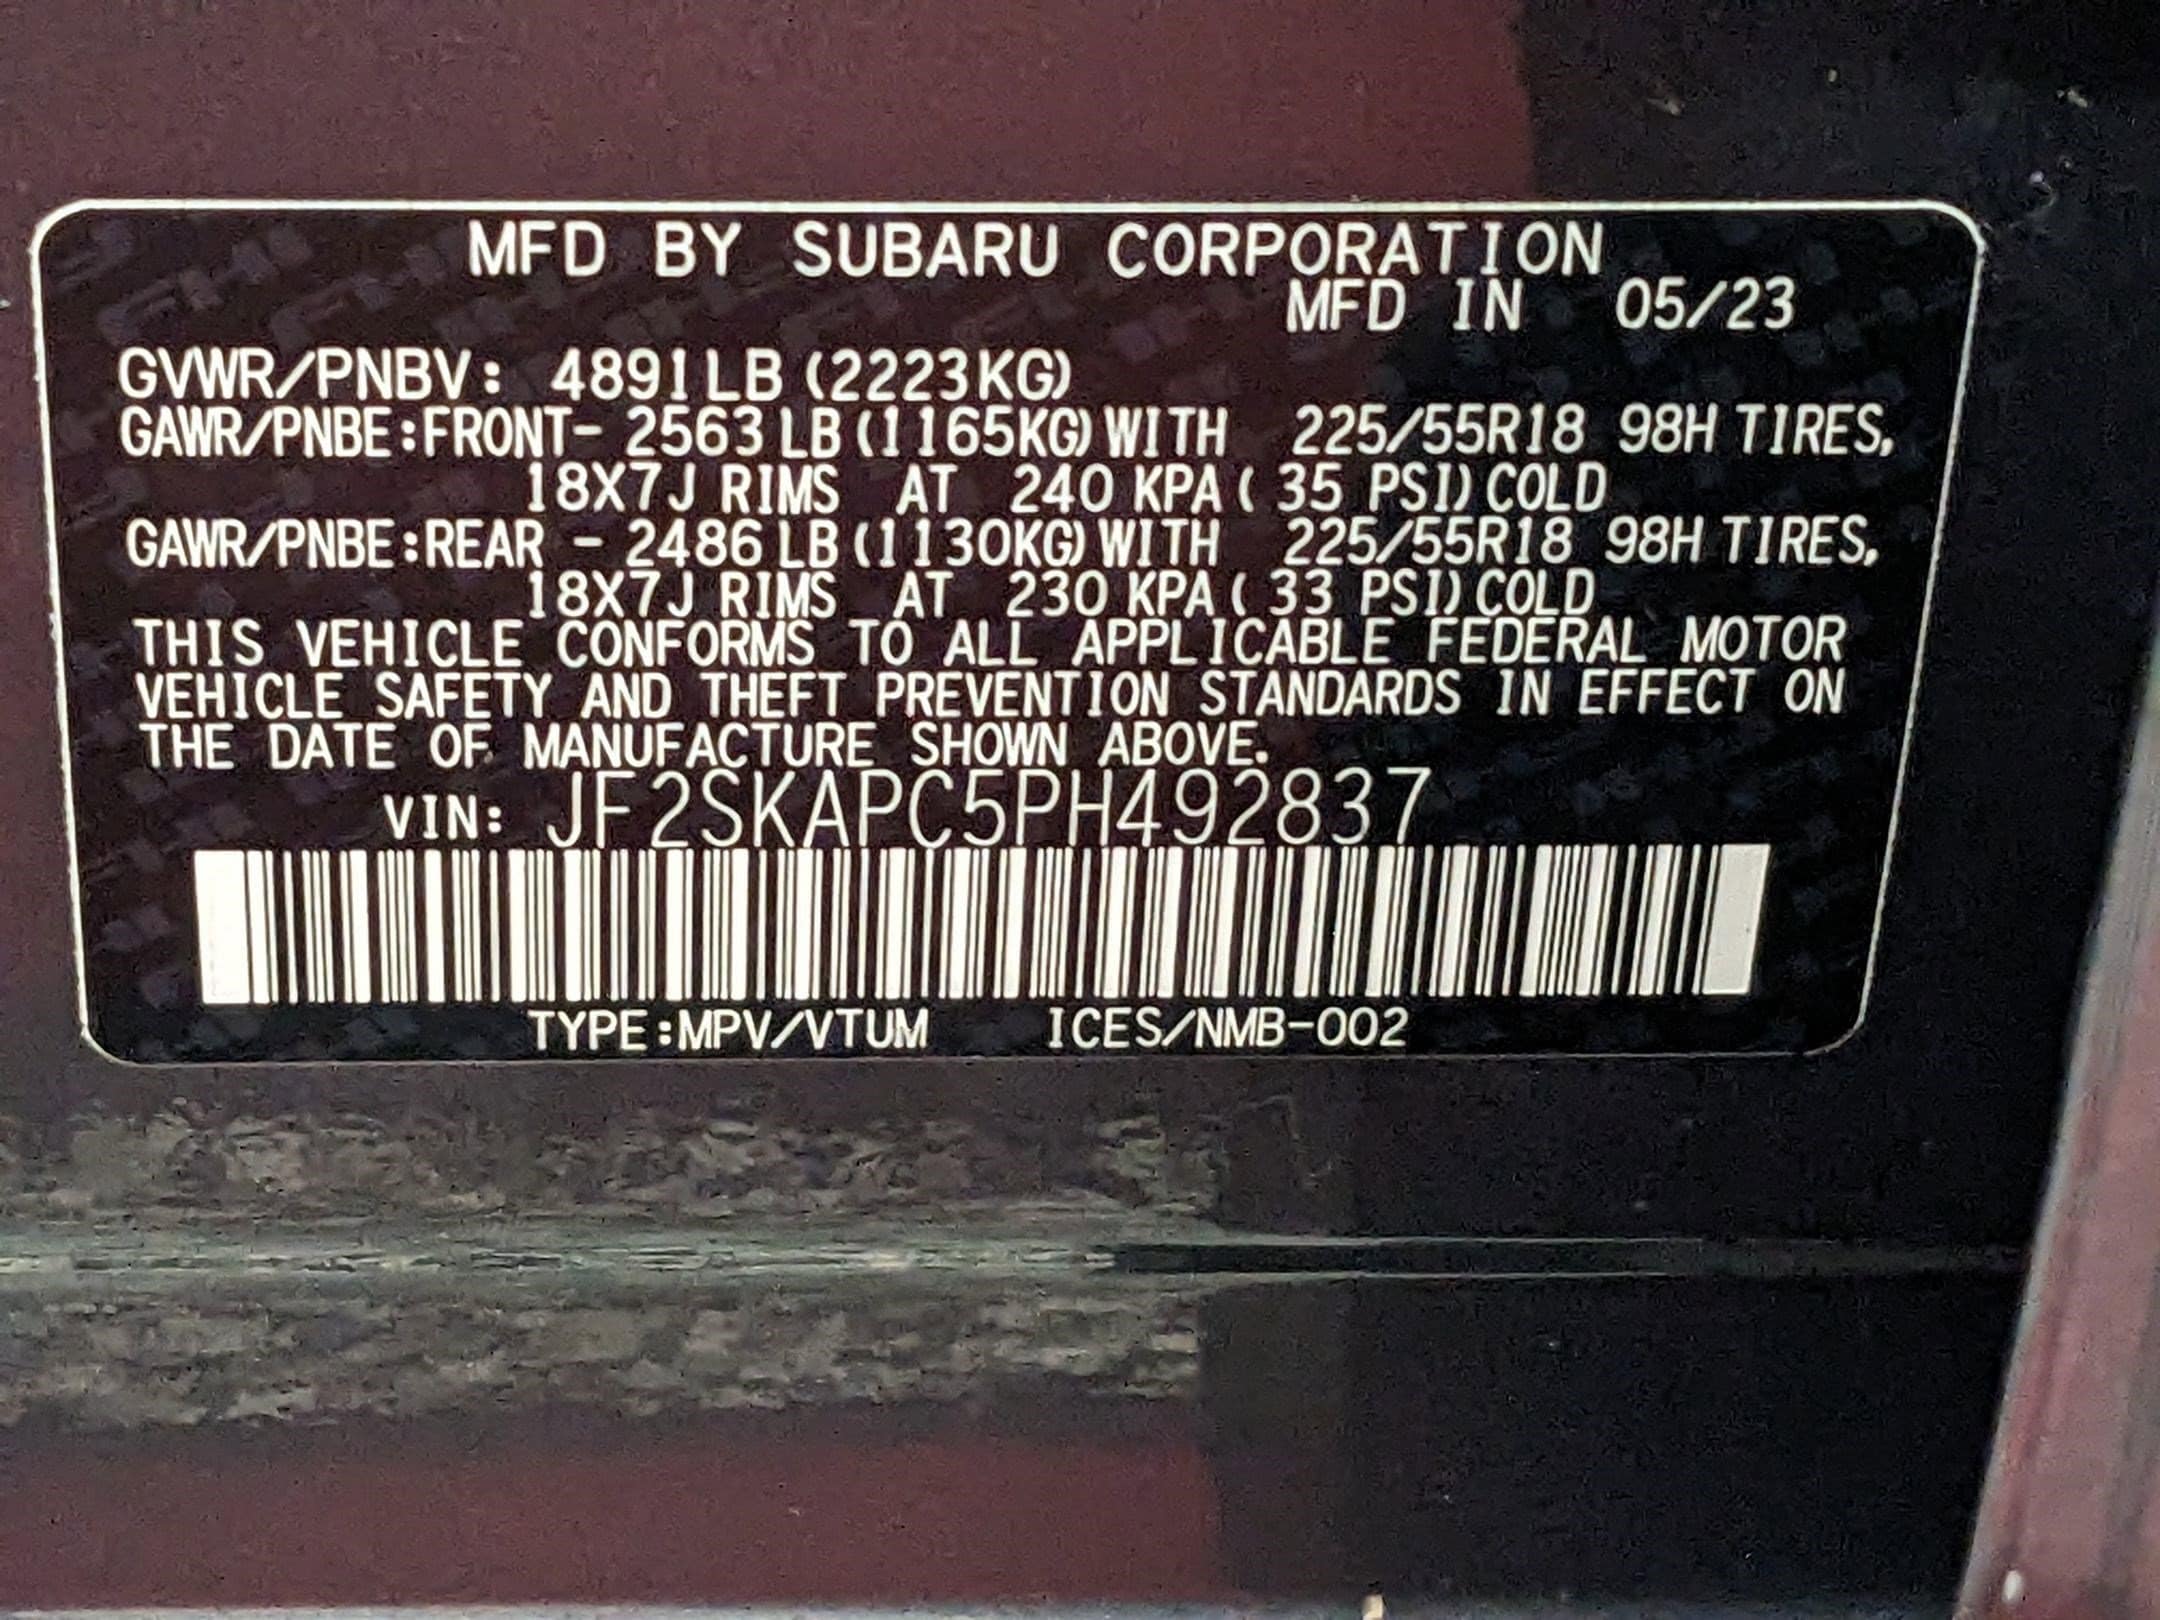 MFD BY SUBARU CORPORATION
MFD IN 05/23
GVWR/PNBV: 4891LB (2223KG)
GAWR/PNBE:FRONT- 2563LB(1165KG)WITH 225/55R18 98H TIRES,
18X7J RIMS AT 240 KPA( 35 PSI)COLD
GAWR/PNBE:REAR - 2486LB(1130KG)WITH 225/55R18 98H TIRES,
18X7J RIMS AT 230 KPA( 33 PSI)COLD
THIS VEHICLE CONFORMS TO ALL APPLICABLE FEDERAL MOTOR
VEHICLE SAFETY AND THEFT PREVENTION STANDARDS IN EFFECT ON
THE DATE OF MANUFACTURE SHOWN ABOVE.
VIN: JF2SKAPC5PH492837
TYPE:MPV/VTUM ICES/NMB-002